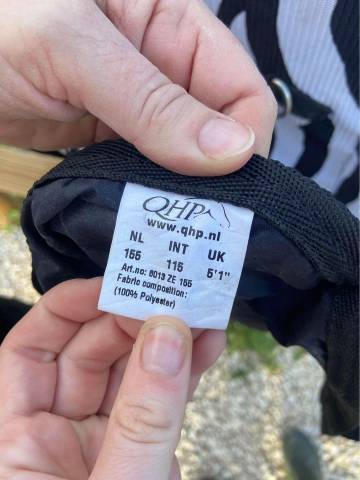 QHP
www.qhp.nl
NL INT UK
155 115 5'1"
Art.no: 6013 ZE 155
Fabric composition:
(100% Polyester)